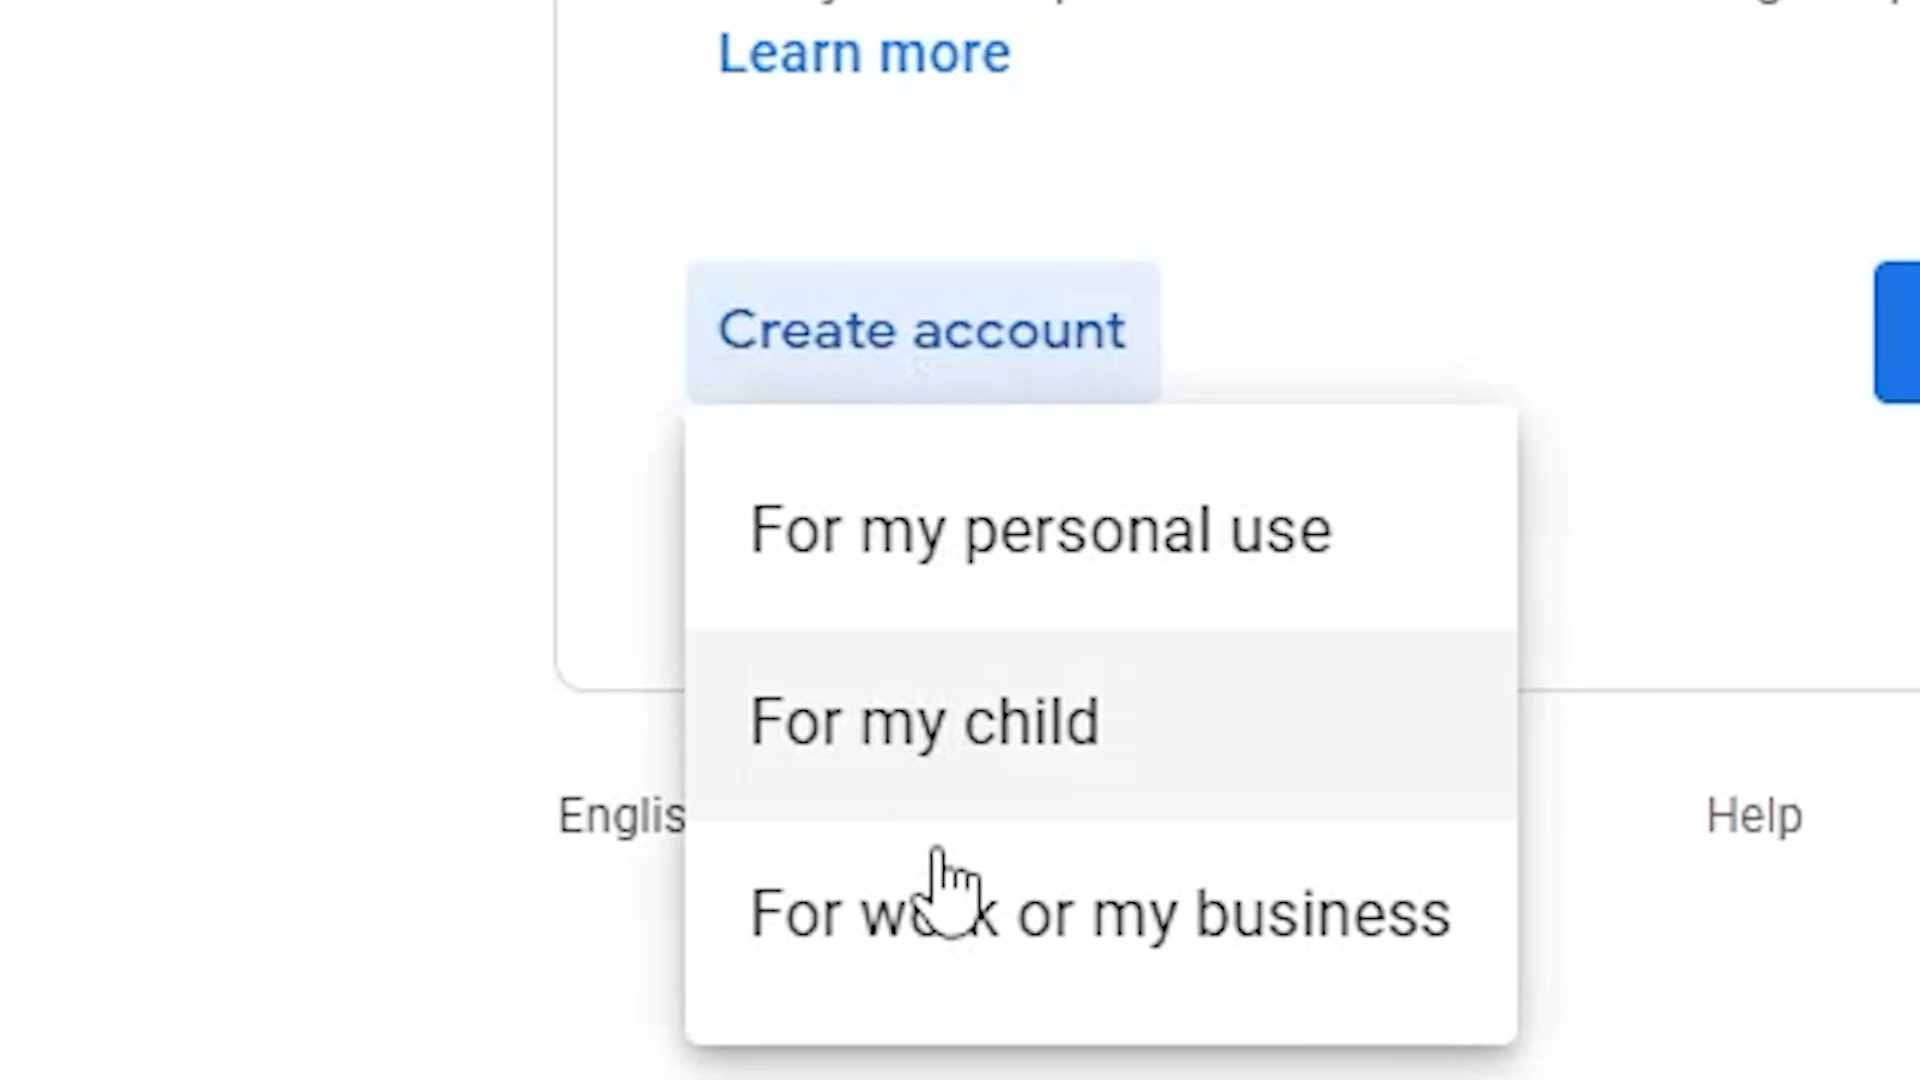 Learn more
Create account
For my personal use
For my child
Englis
Help
For work or my business